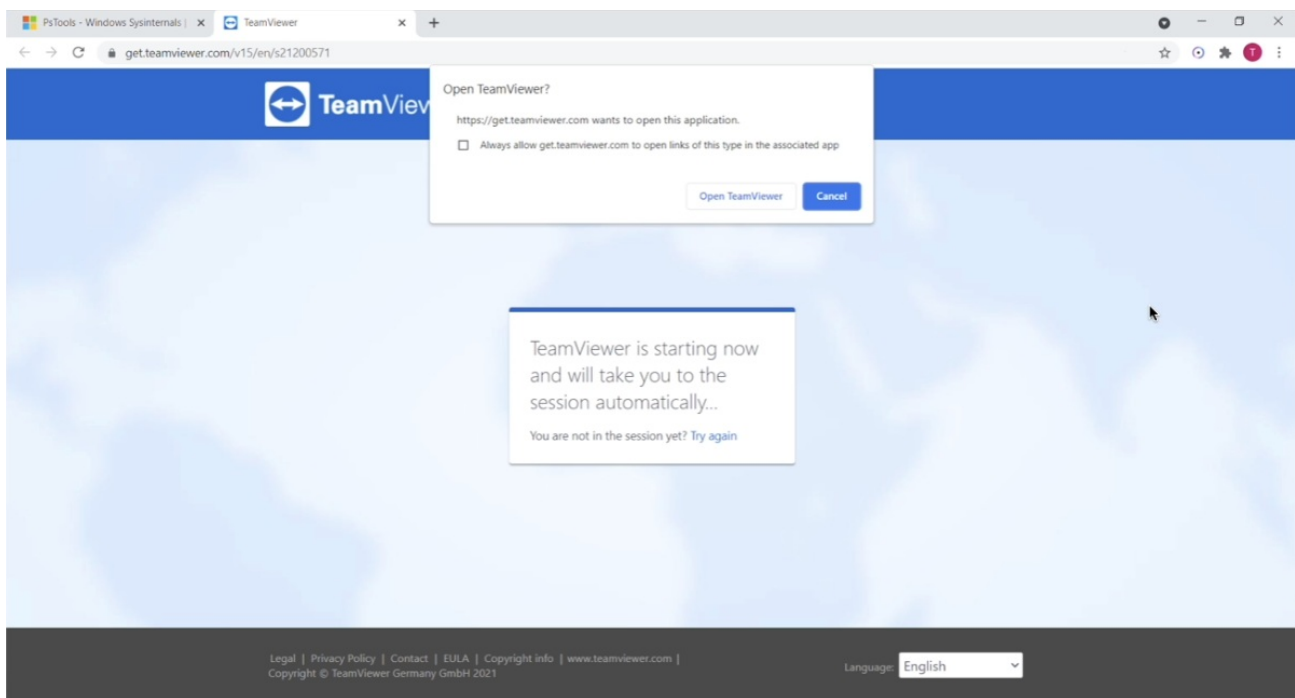 PsTools - Windows Sysinternals |
TeamViewer
get.teamviewer.com/v15/en/s21200571
T
TeamView
Open TeamViewer?
https://get.teamviewer.com wants to open this application.
Always allow get.teamviewer.com to open links of this type in the associated app
Open TeamViewer
Cancel
TeamViewer is starting now
and will take you to the
session automatically...
You are not in the session yet? Try again
Legal | Privacy Policy | Contact | EULA | Copyright info | www.teamviewer.com |
Copyright © TeamViewer Germany GmbH 2021
Language: English